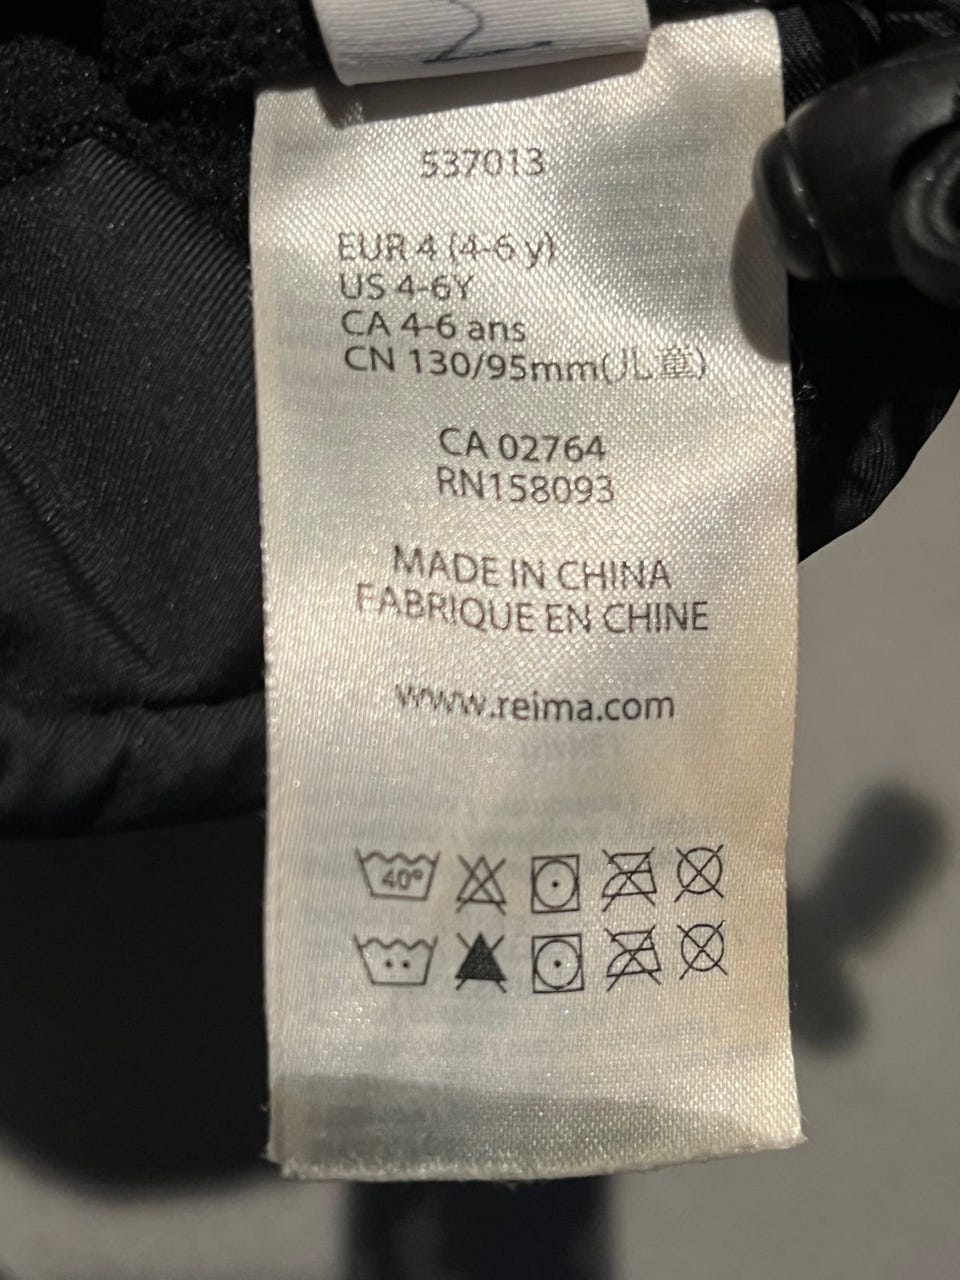 537013
EUR 4 (4-6 y)
US 4-6Y
CA 4-6 ans
CN 130/95mm(儿童)
CA 02764
RN158093
MADE IN CHINA
FABRIQUE EN CHINE
www.reima.com
40°